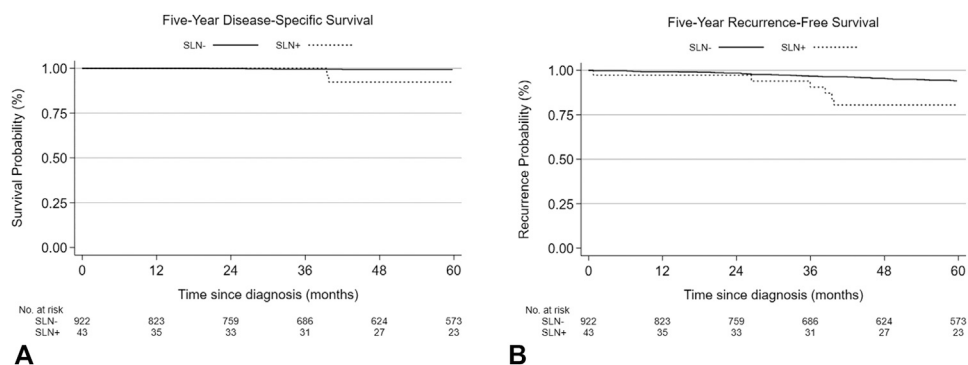 Five-Year Disease-Specific Survival
SLN- SLN+
Survival Probability (%)
1.00
0.75
0.50
0.25
0.00
0 12 24 36 48 60
Time since diagnosis (months)
No. at risk
SLN- 922 823 759 686 624 573
SLN+ 43 35 33 31 27 23
A
Five-Year Recurrence-Free Survival
SLN- SLN+
Recurrence Probability (%)
1.00
0.75
0.50
0.25
0.00
0 12 24 36 48 60
Time since diagnosis (months)
No. at risk
SLN- 922 823 759 686 624 573
SLN+ 43 35 33 31 27 23
B